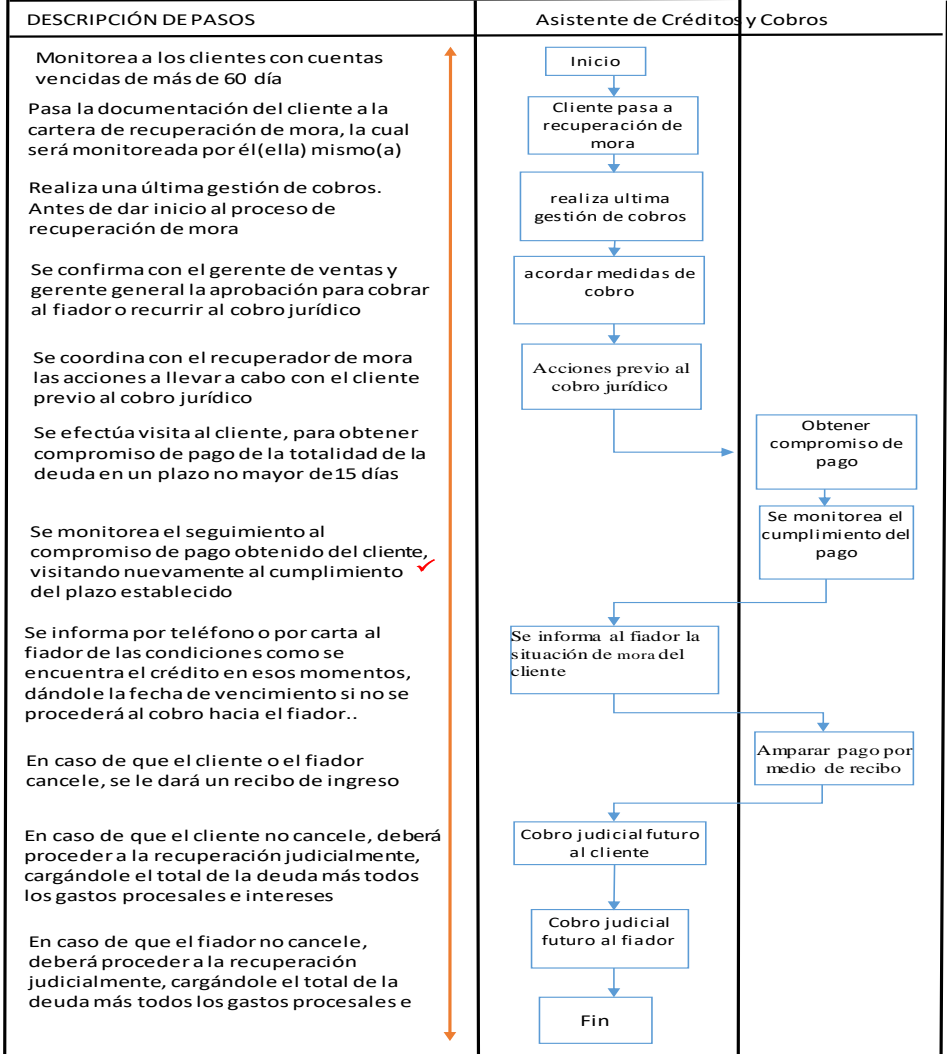 DESCRIPCIÓN DE PASOS
Asistente de Créditos y Cobros
Monitorea a los clientes con cuentas
vencidas de más de 60 día
Pasa la documentación del cliente a la
cartera de recuperación de mora, la cual
será monitoreada por él(ella) mismo(a)
Realiza una última gestión de cobros.
Antes de dar inicio al proceso de
recuperación de mora
Se confirma con el gerente de ventas y
gerente general la aprobación para cobrar
al fiador o recurrir al cobro jurídico
Se coordina con el recuperador de mora
las acciones a llevar a cabo con el cliente
previo al cobro jurídico
Se efectúa visita al cliente, para obtener
compromiso de pago de la totalidad de la
deuda en un plazo no mayor de 15 días
Se monitorea el seguimiento al
compromiso de pago obtenido del cliente,
visitando nuevamente al cumplimiento
del plazo establecido
Se informa por teléfono o por carta al
fiador de las condiciones como se
encuentra el crédito en esos momentos,
dándole la fecha de vencimiento si no se
procederá al cobro hacia el fiador..
En caso de que el cliente o el fiador
cancele, se le dará un recibo de ingreso
En caso de que el cliente no cancele, deberá
proceder a la recuperación judicialmente,
cargándole el total de la deuda más todos
los gastos procesales e intereses
En caso de que el fiador no cancele,
deberá proceder a la recuperación
judicialmente, cargándole el total de la
deuda más todos los gastos procesales e
Inicio
Cliente pasa a
recuperación de
mora
realiza ultima
gestión de cobros
acordar medidas de
cobro
Acciones previo al
cobro jurídico
Obtener
compromiso de
pago
Se monitorea el
cumplimiento del
pago
Se informa al fiador la
situación de mora del
cliente
Amparar pago por
medio de recibo
Cobro judicial futuro
al cliente
Cobro judicial
futuro al fiador
Fin